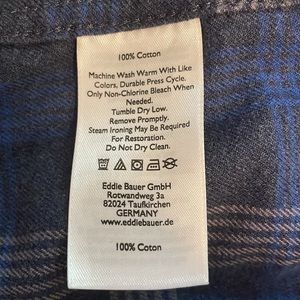 100% Cotton
Machine Wash Warm With Like
Colors, Durable Press Cycle.
Only Non-Chlorine Bleach When
Needed.
Tumble Dry Low.
Remove Promptly.
Steam Ironing May Be Required
For Restoration.
Do Not Dry Clean.
Eddie Bauer GmbH
Rotwandweg 3a
82024 Taufkirchen
GERMANY
www.eddiebauer.de
100% Cotton